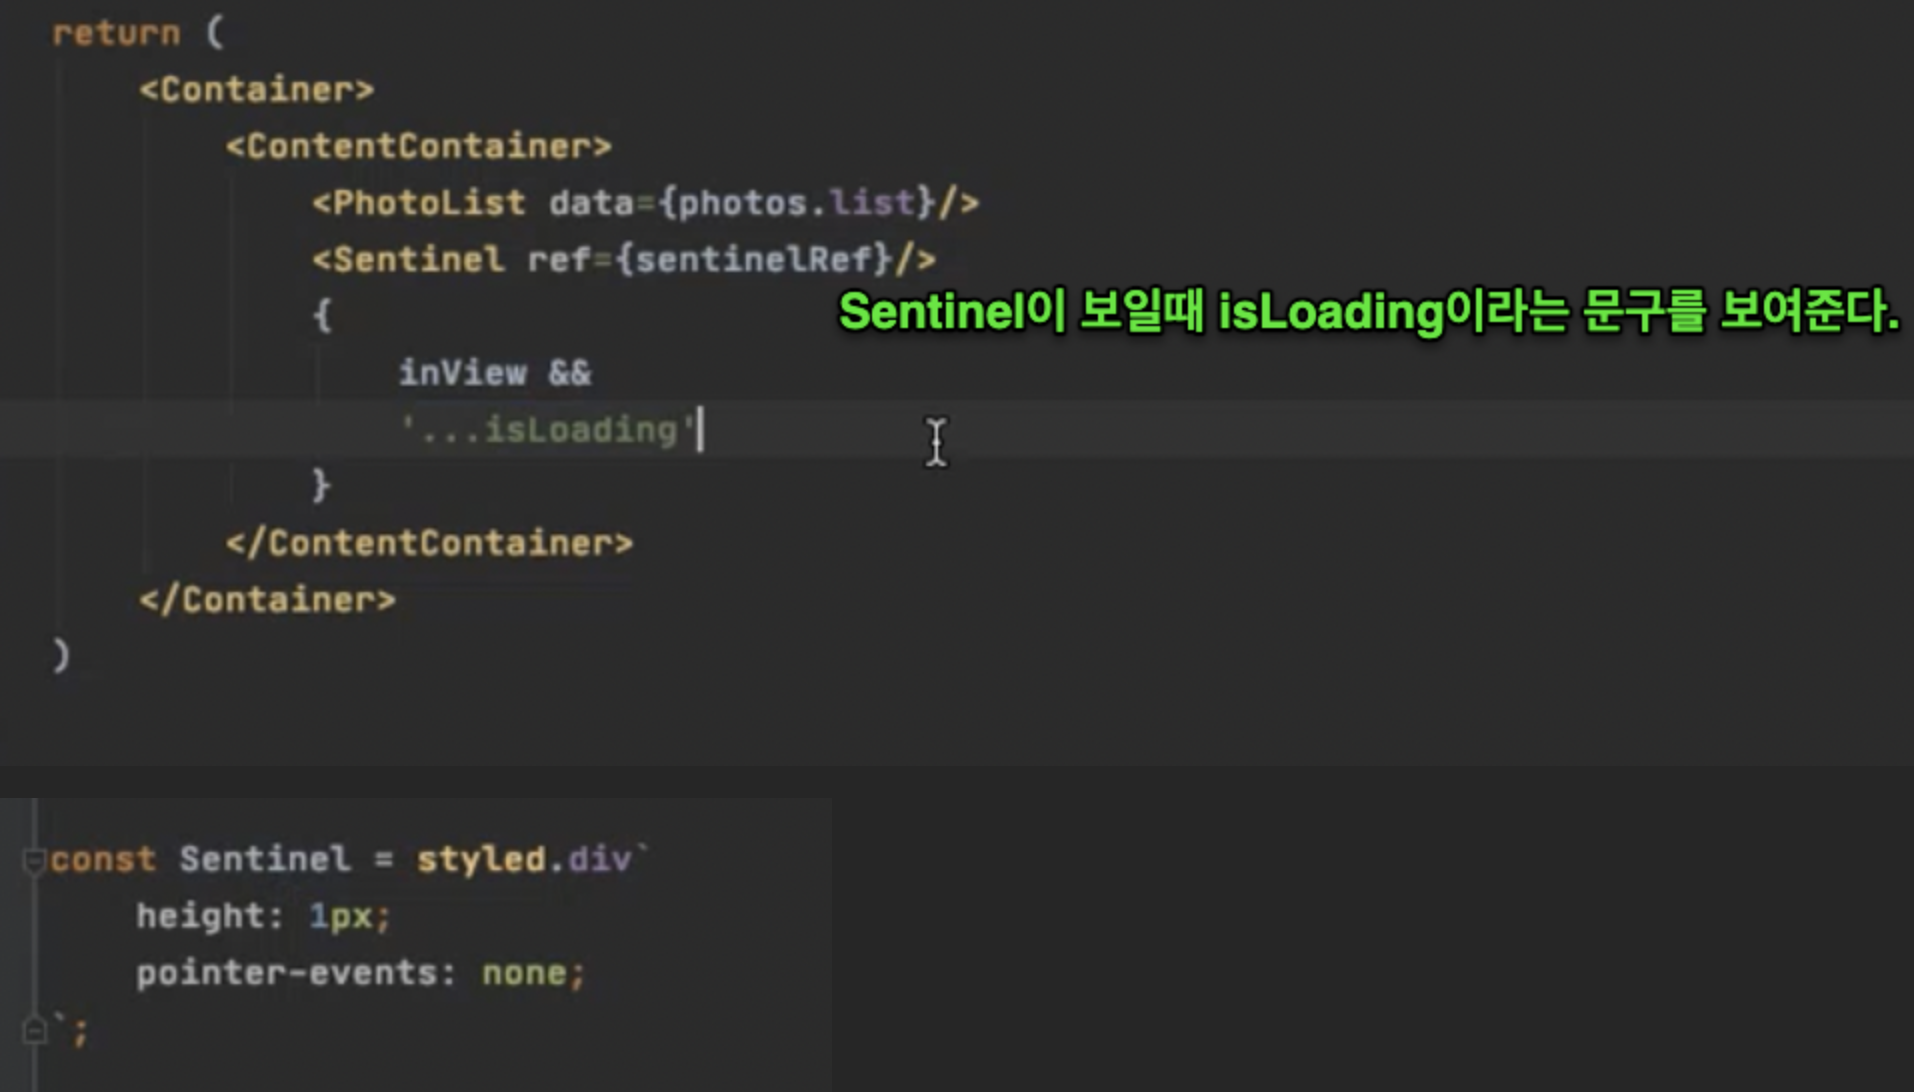 return (
<Container>
<ContentContainer>
<PhotoList data={photos.list}/>
<Sentinel ref={sentinelRef}/>
{
Sentinel이 보일때 isLoading이라는 문구를 보여준다.
inView &&
'...isLoading'
}
</ContentContainer>
</Container>
)
const Sentinel = styled.div`
height: 1px;
pointer-events: none;
`;